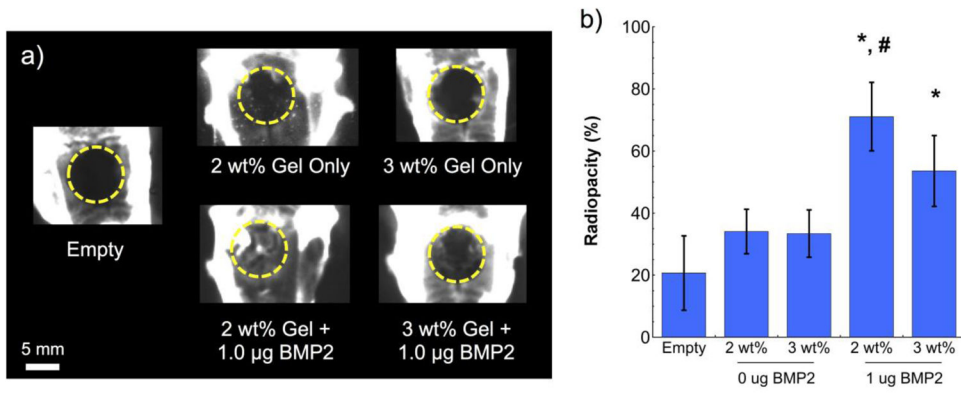 a)
2 wt% Gel Only
3 wt% Gel Only
Empty
2 wt% Gel +
1.0 µg BMP2
3 wt% Gel +
1.0 µg BMP2
5 mm
b)
Radiopacity (%)
100
80
60
40
20
0
*, #
*
Empty 2 wt% 3 wt% 2 wt% 3 wt%
0 ug BMP2 1 ug BMP2